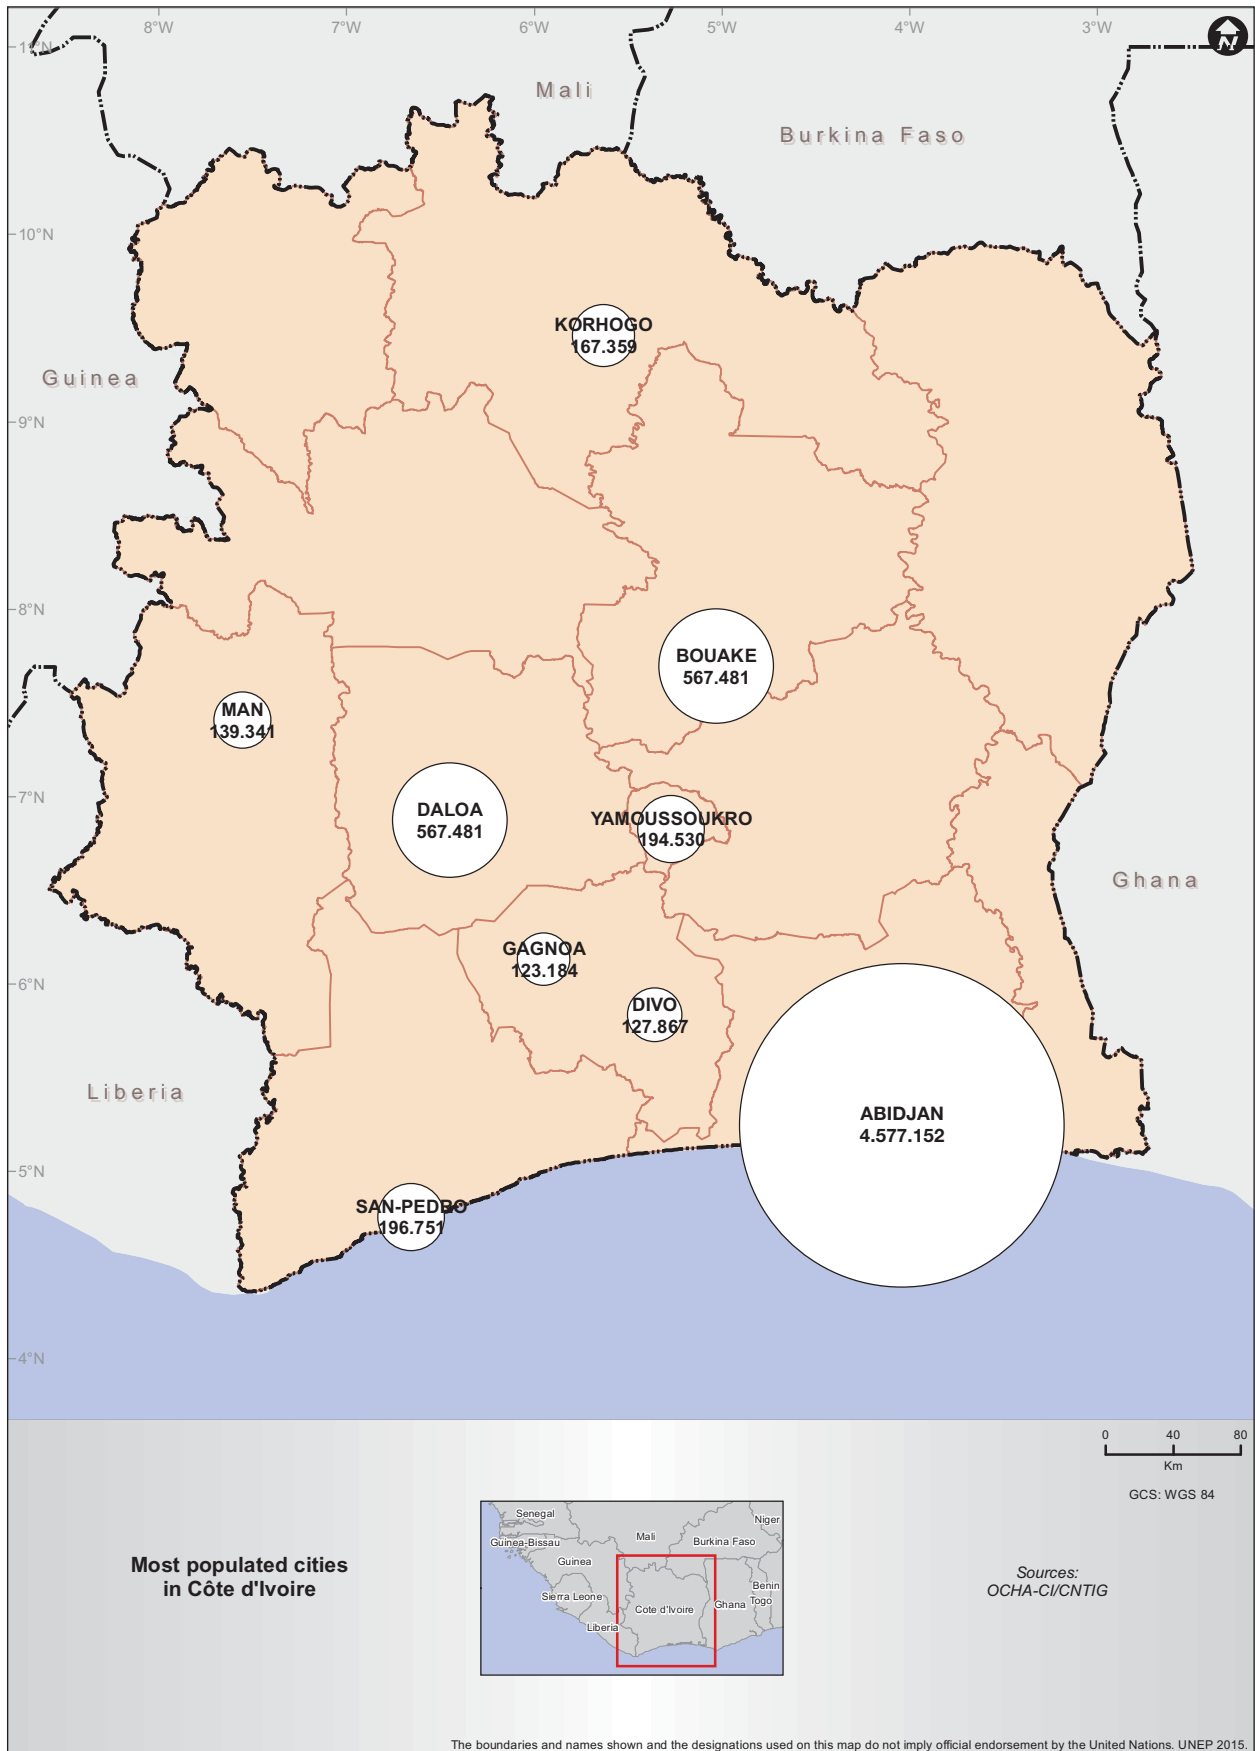 8°W
7°W
6°W
5°W
4°W
3°W
N
11°N
Mali
Burkina Faso
10°N
KORHOGO
167.359
Guinea
9°N
8°N
BOUAKE
567.481
MAN
139.341
7°N
DALOA
567.481
YAMOUSSOUKRO
194.530
Ghana
GAGNOA
123.184
6°N
DIVO
127.867
Liberia
ABIDJAN
4.577.152
5°N
SAN-PEDRO
196.751
4°N
0 40 80
Km
GCS: WGS 84
Senegal
Niger
Mali
Burkina Faso
Guinea-Bissau
Guinea
Benin
Sierra Leone
Togo
Ghana
Cote d'Ivoire
Liberia
Most populated cities
in Côte d'Ivoire
Sources:
OCHA-CI/CNTIG
The boundaries and names shown and the designations used on this map do not imply official endorsement by the United Nations. UNEP 2015.